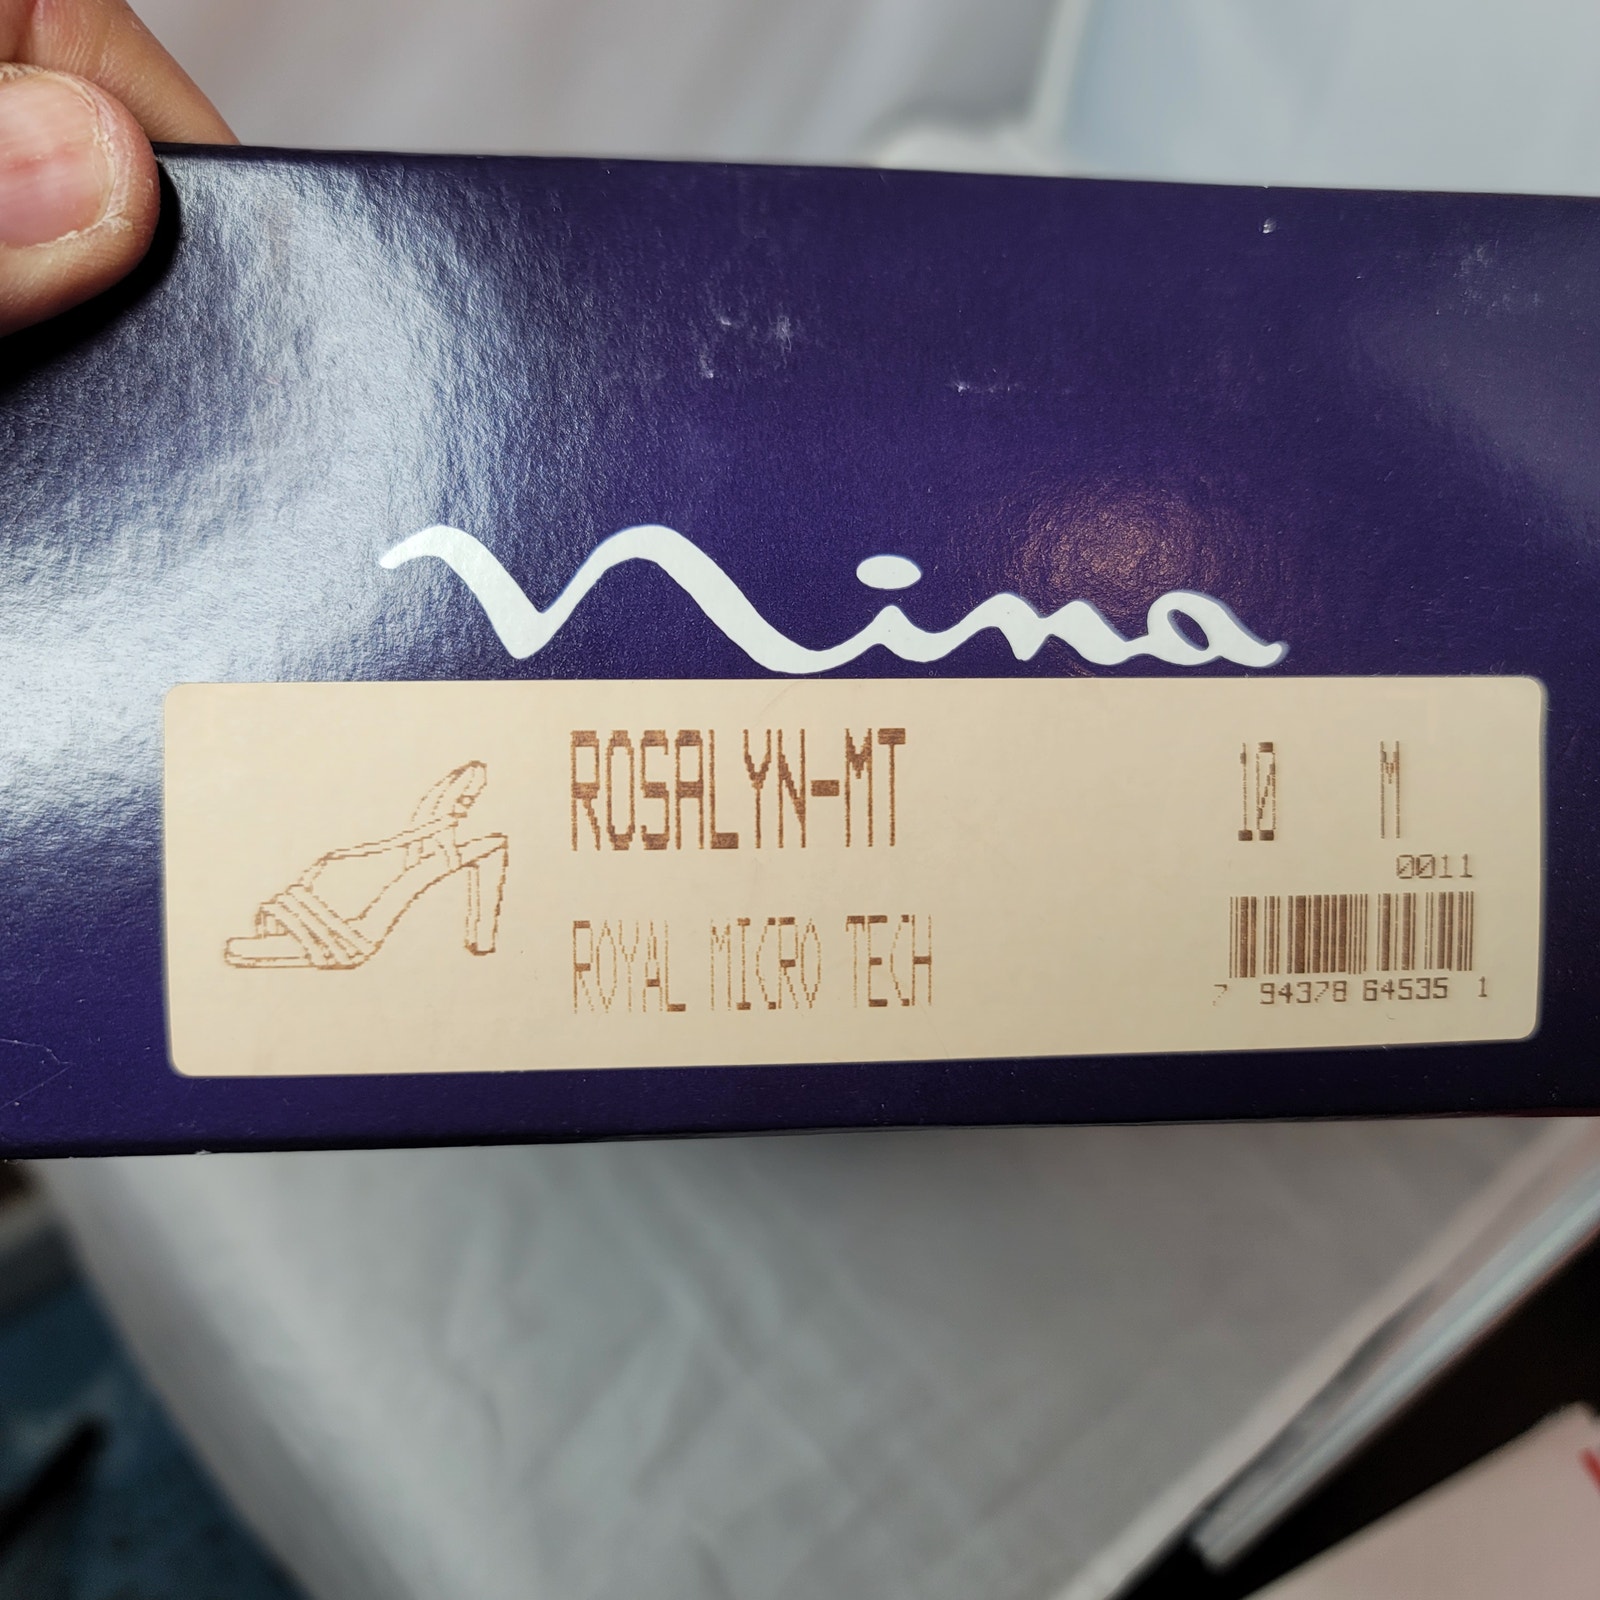 nina
ROSALYN-MT
10 M
0011
ROYAL MICRO TECH
7 94378 64535 1